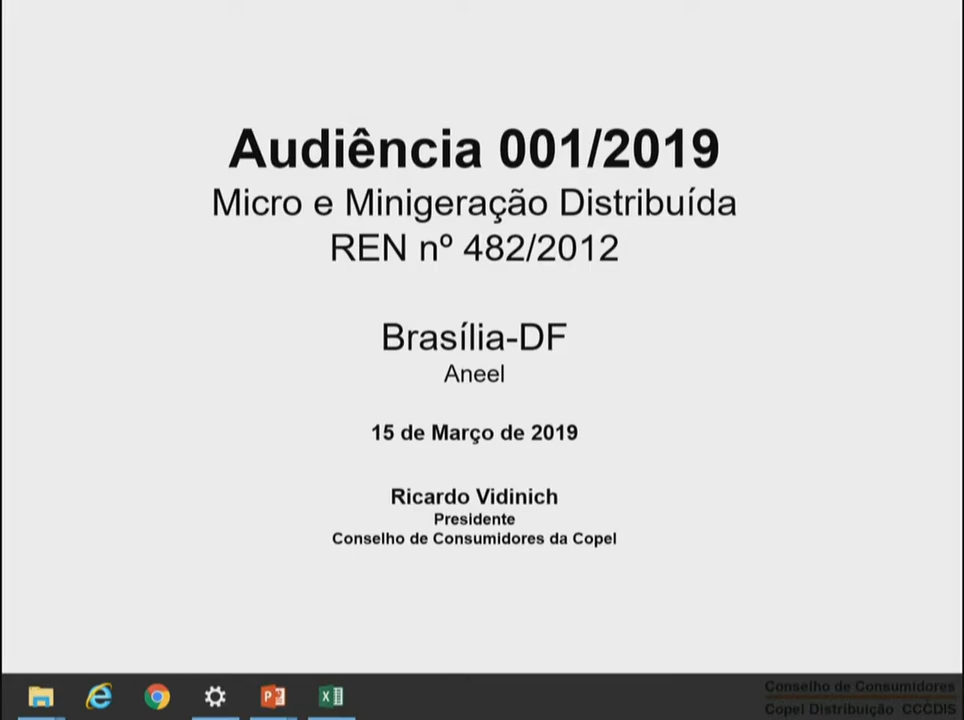 Audiência 001/2019
Micro e Minigeração Distribuída
REN nº 482/2012
Brasília-DF
Aneel
15 de Março de 2019
Ricardo Vidinich
Presidente
Conselho de Consumidores da Copel
Conselho de Consumidores
Copel Distribuição CCCDIS